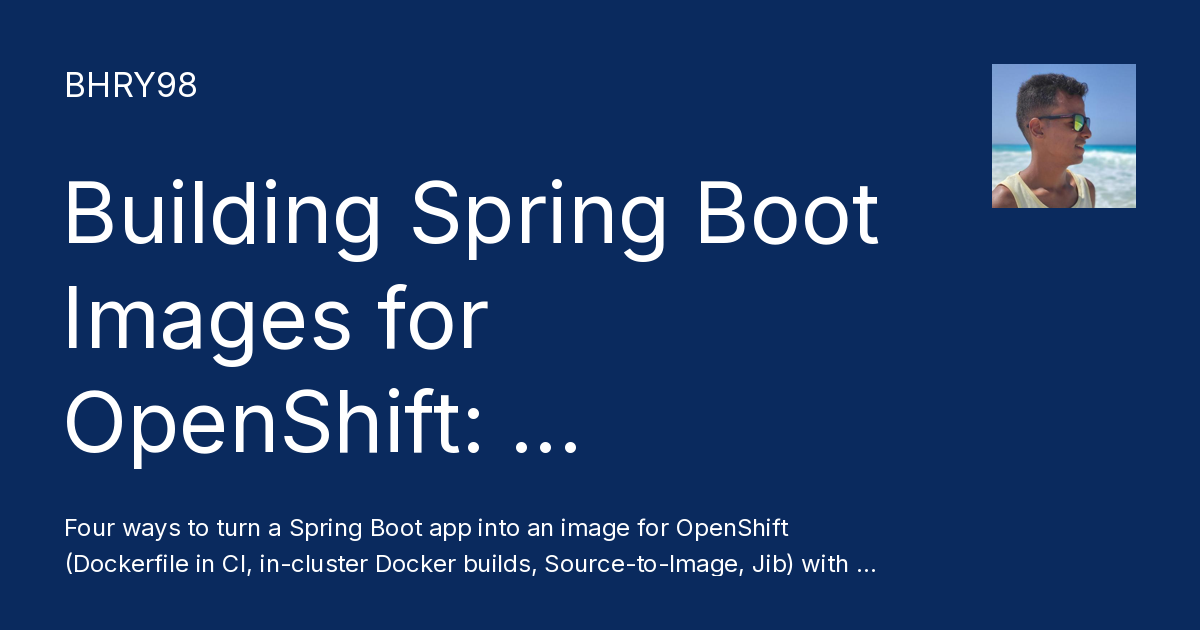 BHRY98
Building Spring Boot
Images for
OpenShift: ...
Four ways to turn a Spring Boot app into an image for OpenShift
(Dockerfile in CI, in-cluster Docker builds, Source-to-Image, Jib) with ...